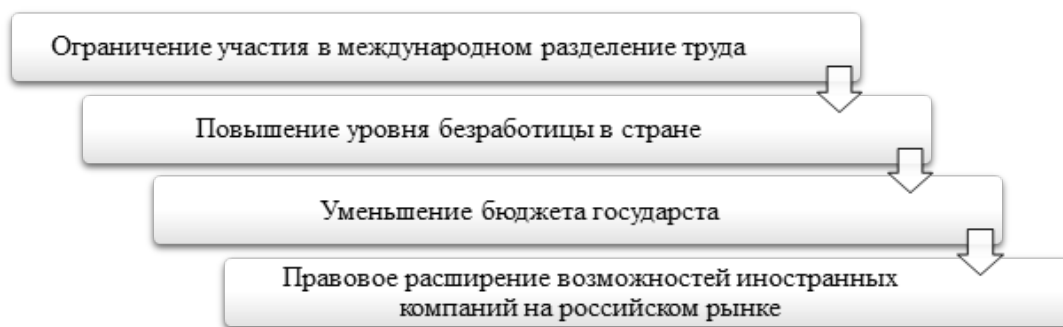 Ограничение участия в международном разделение труда
Повышение уровня безработицы в стране
Уменьшение бюджета государста
Правовое расширение возможностей иностранных
компаний на российском рынке